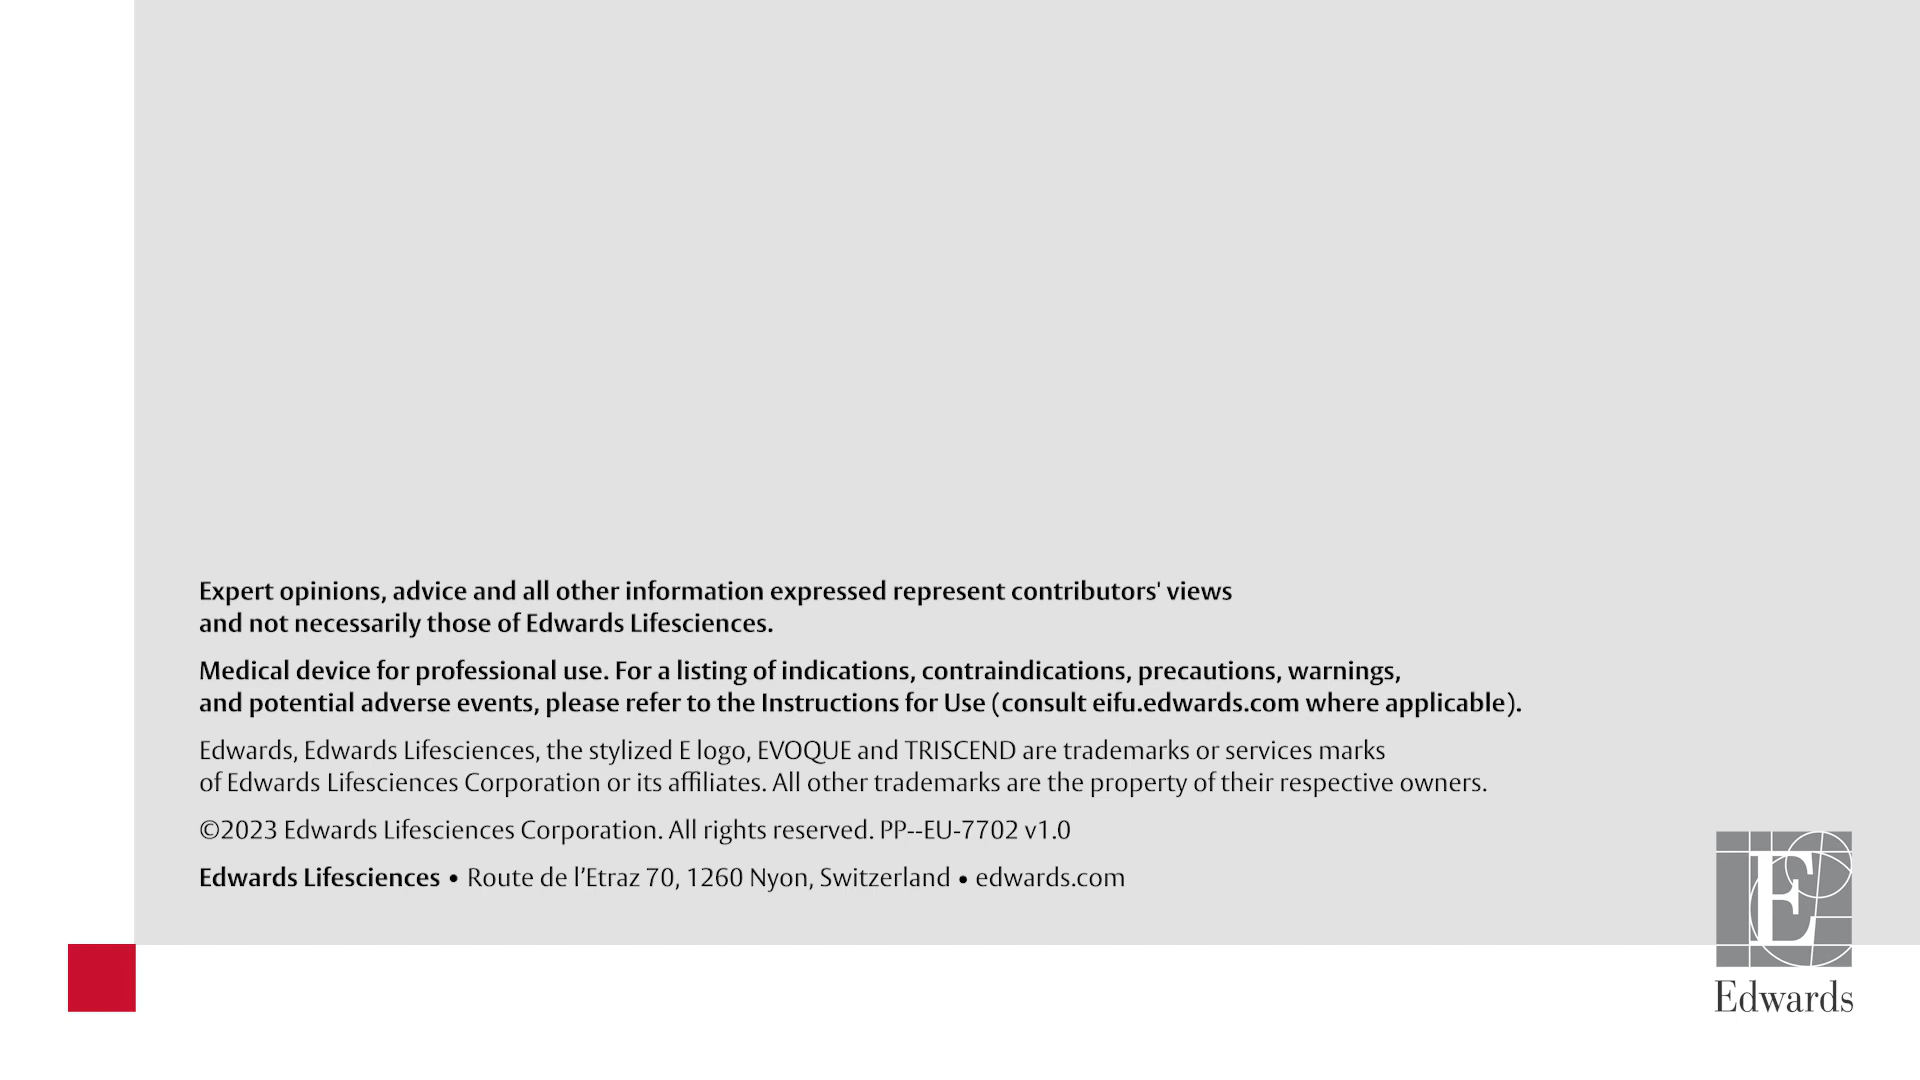 Expert opinions, advice and all other information expressed represent contributors' views
and not necessarily those of Edwards Lifesciences.
Medical device for professional use. For a listing of indications, contraindications, precautions, warnings,
and potential adverse events, please refer to the Instructions for Use (consult eifu.edwards.com where applicable).
Edwards, Edwards Lifesciences, the stylized E logo, EVOQUE and TRISCEND are trademarks or services marks
of Edwards Lifesciences Corporation or its affiliates. All other trademarks are the property of their respective owners.
©2023 Edwards Lifesciences Corporation. All rights reserved. PP--EU-7702 v1.0
Edwards Lifesciences • Route de l’Etraz 70, 1260 Nyon, Switzerland • edwards.com
E
Edwards